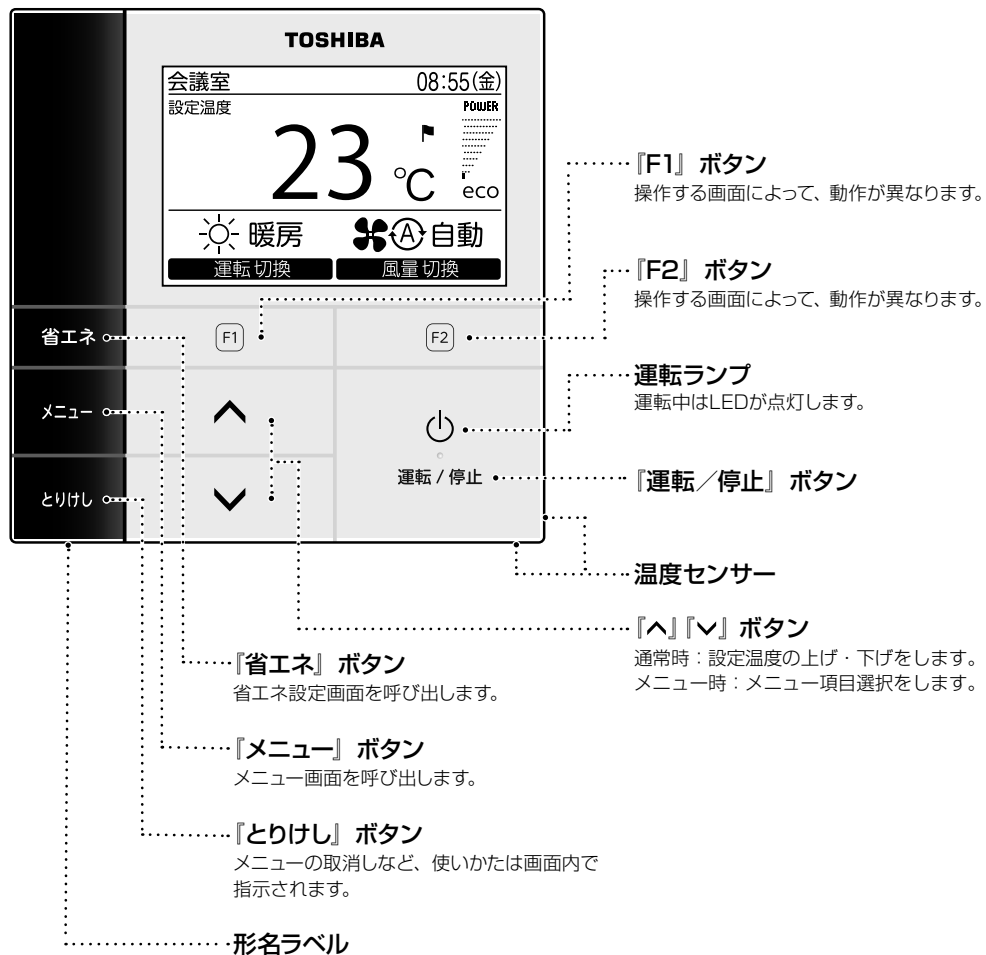 TOSHIBA
会議室 08:55(金)
設定温度 POWER
23 ℃
eco
暖房 A 自動
運転切換 風量切換
省エネ F1 F2
メニュー
運転 / 停止
とりけし
『F1』 ボタン
操作する画面によって、動作が異なります。
『F2』 ボタン
操作する画面によって、動作が異なります。
運転ランプ
運転中はLEDが点灯します。
『運転／停止』 ボタン
温度センサー
『∧』『∨』 ボタン
通常時：設定温度の上げ・下げをします。
メニュー時：メニュー項目選択をします。
『省エネ』 ボタン
省エネ設定画面を呼び出します。
『メニュー』 ボタン
メニュー画面を呼び出します。
『とりけし』 ボタン
メニューの取消しなど、使いかたは画面内で
指示されます。
形名ラベル